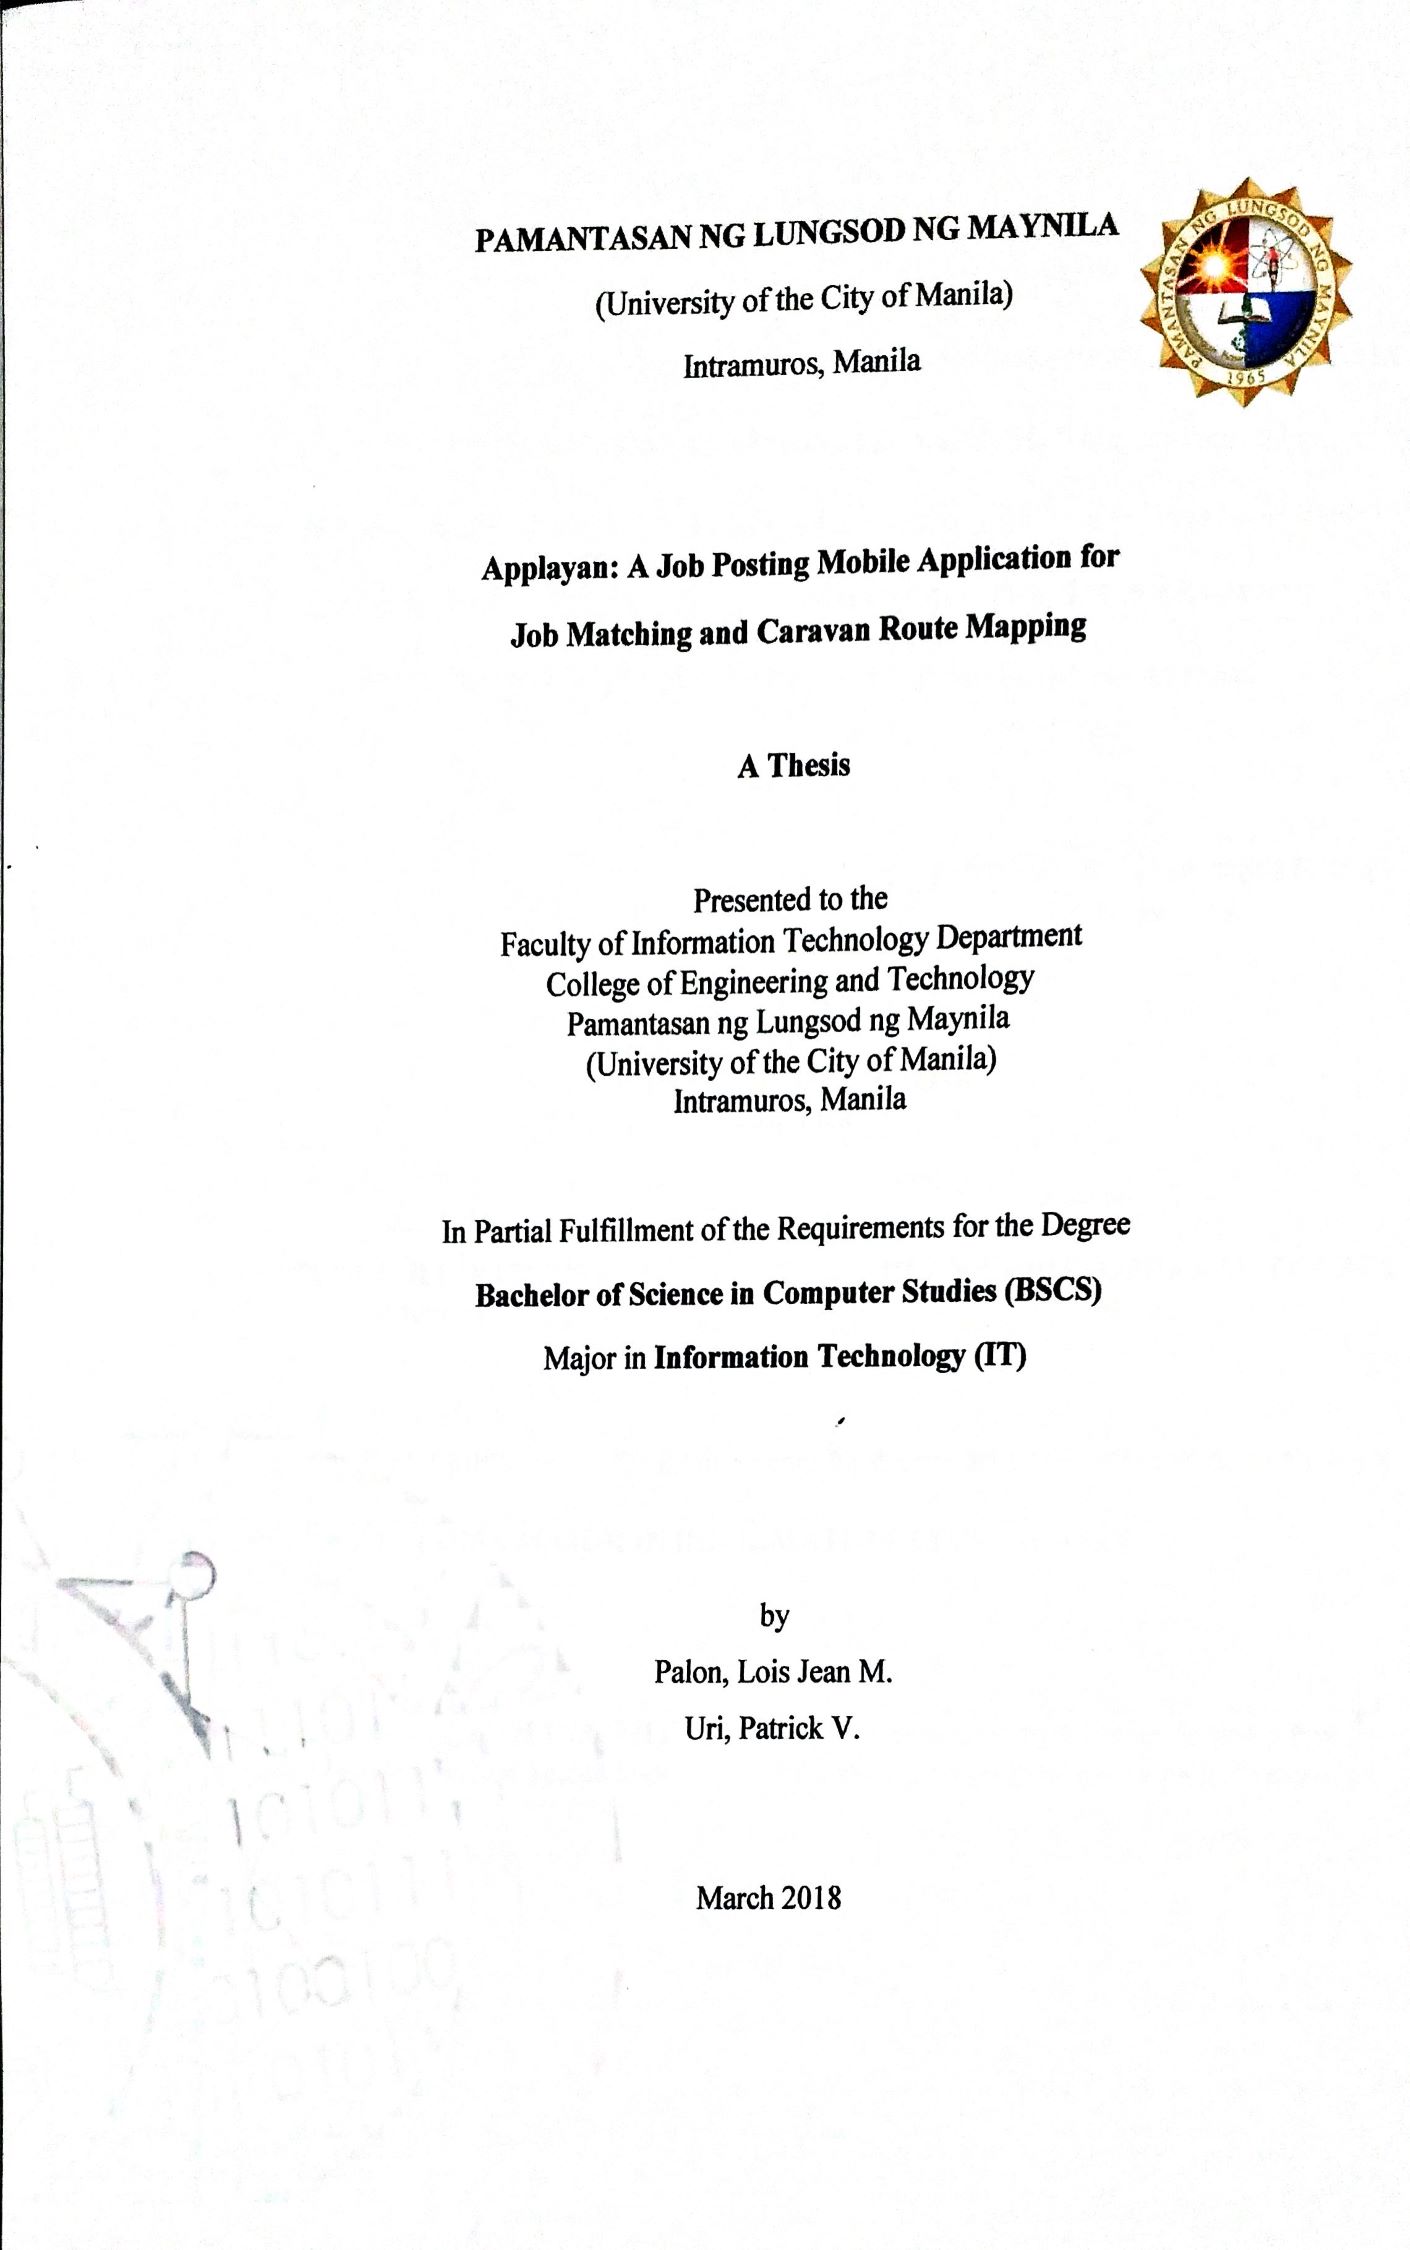 PAMANTASAN NG LUNGSOD NG MAYNILA
(University of the City of Manila)
Intramuros, Manila
PAMANTASAN NG LUNGSOD NG MAYNILA
1965
Applayan: A Job Posting Mobile Application for
Job Matching and Caravan Route Mapping
A Thesis
Presented to the
Faculty of Information Technology Department
College of Engineering and Technology
Pamantasan ng Lungsod ng Maynila
(University of the City of Manila)
Intramuros, Manila
In Partial Fulfillment of the Requirements for the Degree
Bachelor of Science in Computer Studies (BSCS)
Major in Information Technology (IT)
by
Palon, Lois Jean M.
Uri, Patrick V.
March 2018